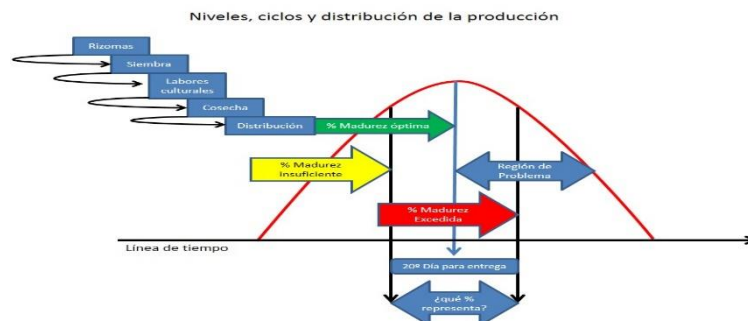 Niveles, ciclos y distribución de la producción
Rizomas
Siembra
Labores
culturales
Cosecha
Distribución
% Madurez óptima
% Madurez
insuficiente
Región de
Problema
% Madurez
Excedida
Línea de tiempo
20º Día para entrega
¿qué %
representa?